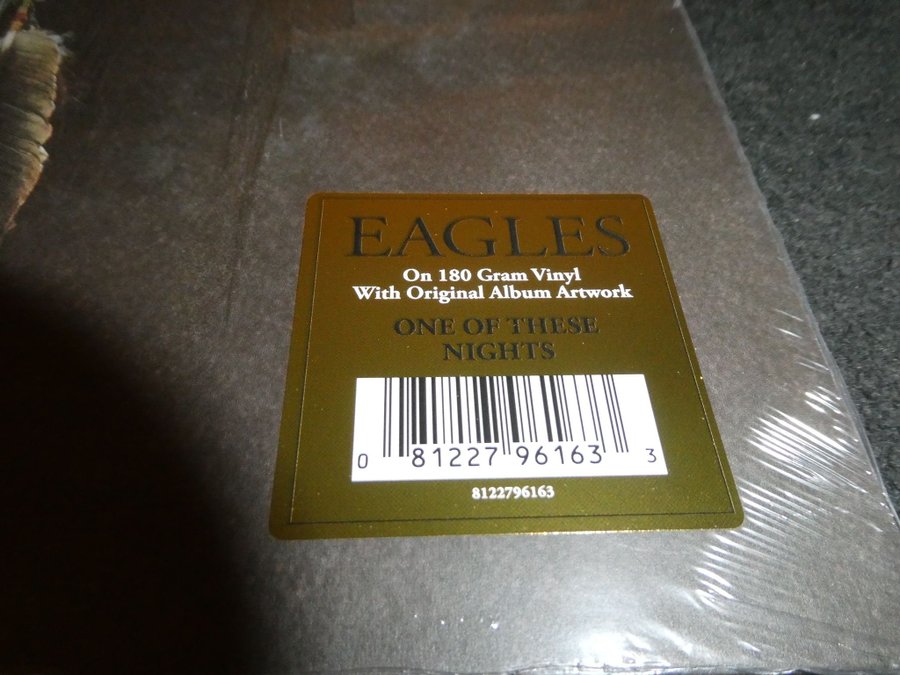 EAGLES
On 180 Gram Vinyl
With Original Album Artwork
ONE OF THESE
NIGHTS
0 81227 96163 3
8122796163